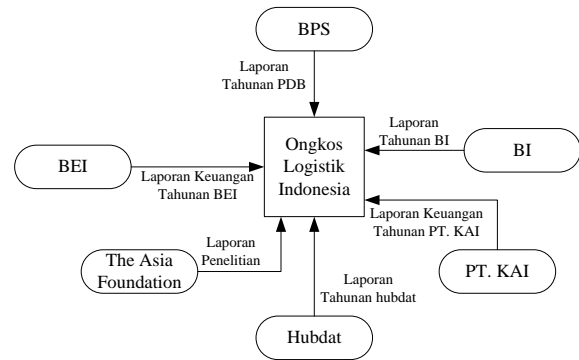 BPS
Laporan
Tahunan PDB
Ongkos
Logistik
Indonesia
Laporan
Tahunan BI
BI
BEI
Laporan Keuangan
Tahunan BEI
Laporan Keuangan
Tahunan PT. KAI
PT. KAI
The Asia
Foundation
Laporan
Penelitian
Laporan
Tahunan hubdat
Hubdat